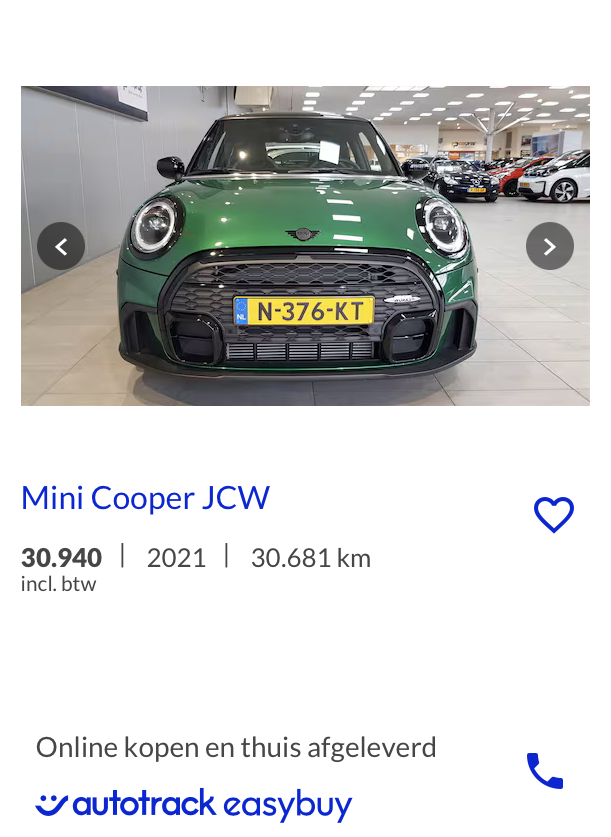 NL N-376-KT
Mini Cooper JCW
30.940 | 2021 | 30.681 km
incl. btw
Online kopen en thuis afgeleverd
autotrack easybuy